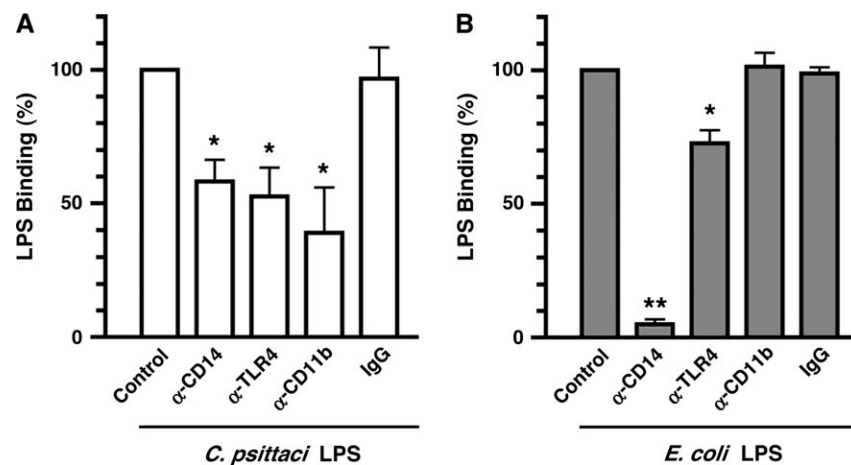 A
LPS Binding (%)
100
50
0
*
*
*
Control
α-CD14
α-TLR4
α-CD11b
IgG
C. psittaci LPS
B
LPS Binding (%)
100
50
0
**
*
Control
α-CD14
α-TLR4
α-CD11b
IgG
E. coli LPS